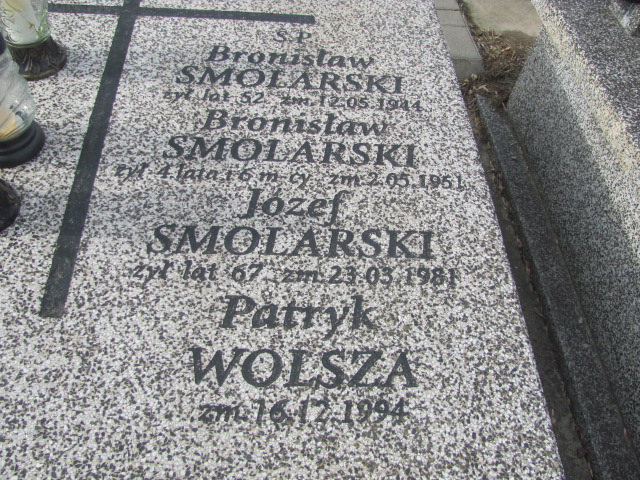 Ś.P.
Bronisław
SMOLARSKI
żył lat 52 zm. 12.05.1944
Bronisław
SMOLARSKI
żył 4 lata i 6 m-cy zm. 2.05.1951
Józef
SMOLARSKI
żył lat 67 zm. 23.03.1981
Patryk
WOLSZA
zm. 16.12.1994